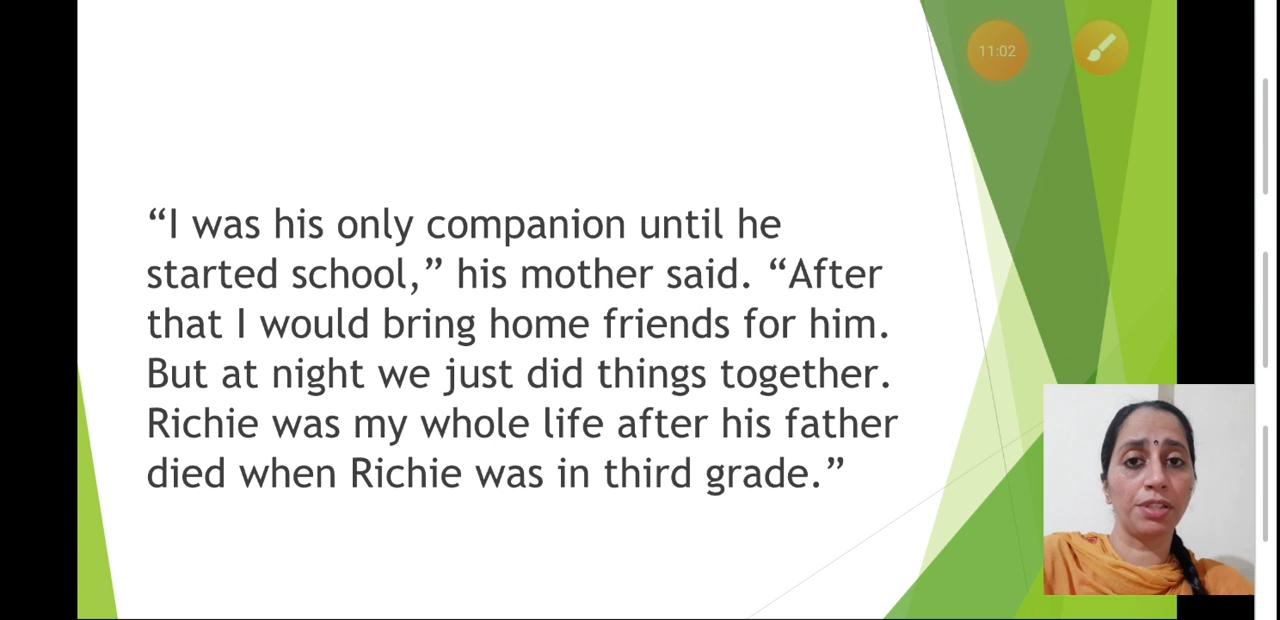 11:02
“I was his only companion until he
started school,” his mother said. “After
that I would bring home friends for him.
But at night we just did things together.
Richie was my whole life after his father
died when Richie was in third grade.”